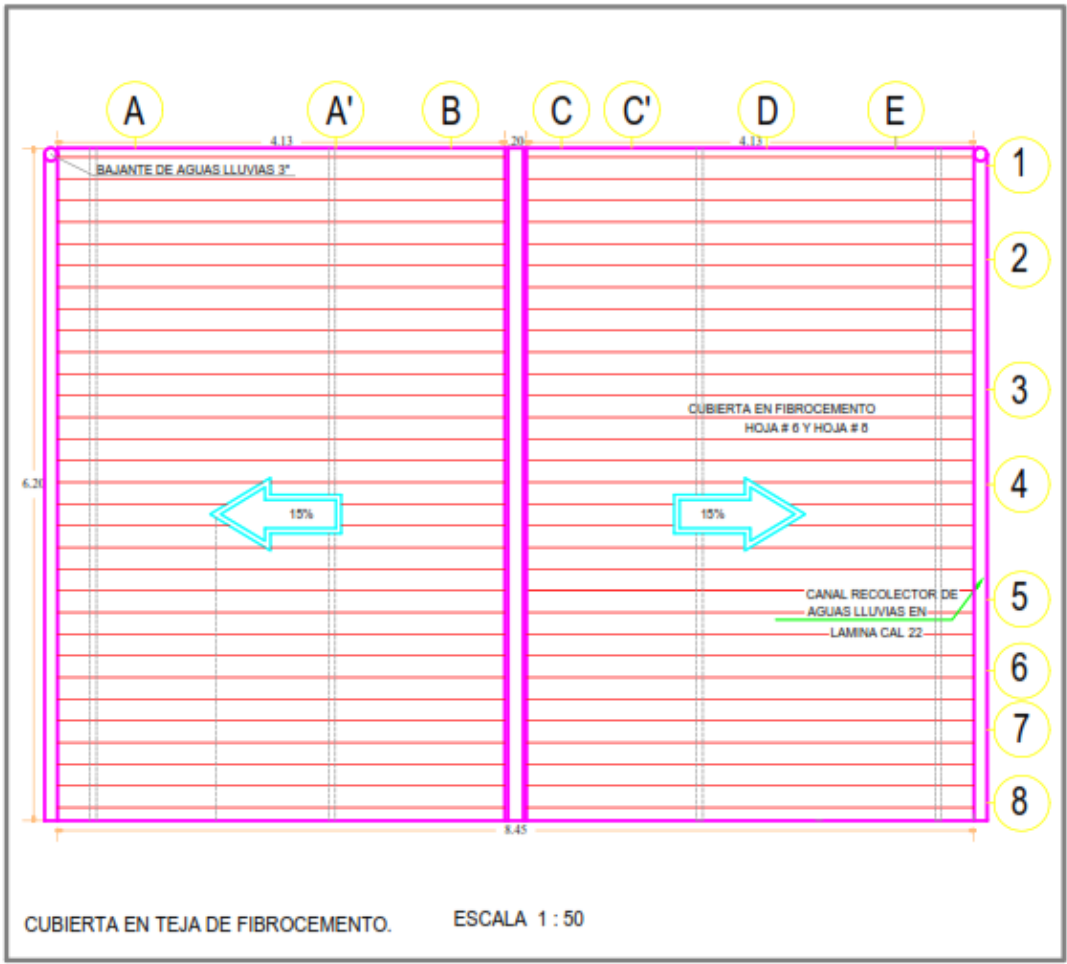 A A' B C C' D E
4.13 .20 4.13
BAJANTE DE AGUAS LLUVIAS 3"
1
2
3
CUBIERTA EN FIBROCEMENTO
HOJA # 6 Y HOJA # 8
6.20
4
15% 15%
CANAL RECOLECTOR DE
AGUAS LLUVIAS EN
LAMINA CAL 22
5
6
7
8
8.45
CUBIERTA EN TEJA DE FIBROCEMENTO. ESCALA 1 : 50